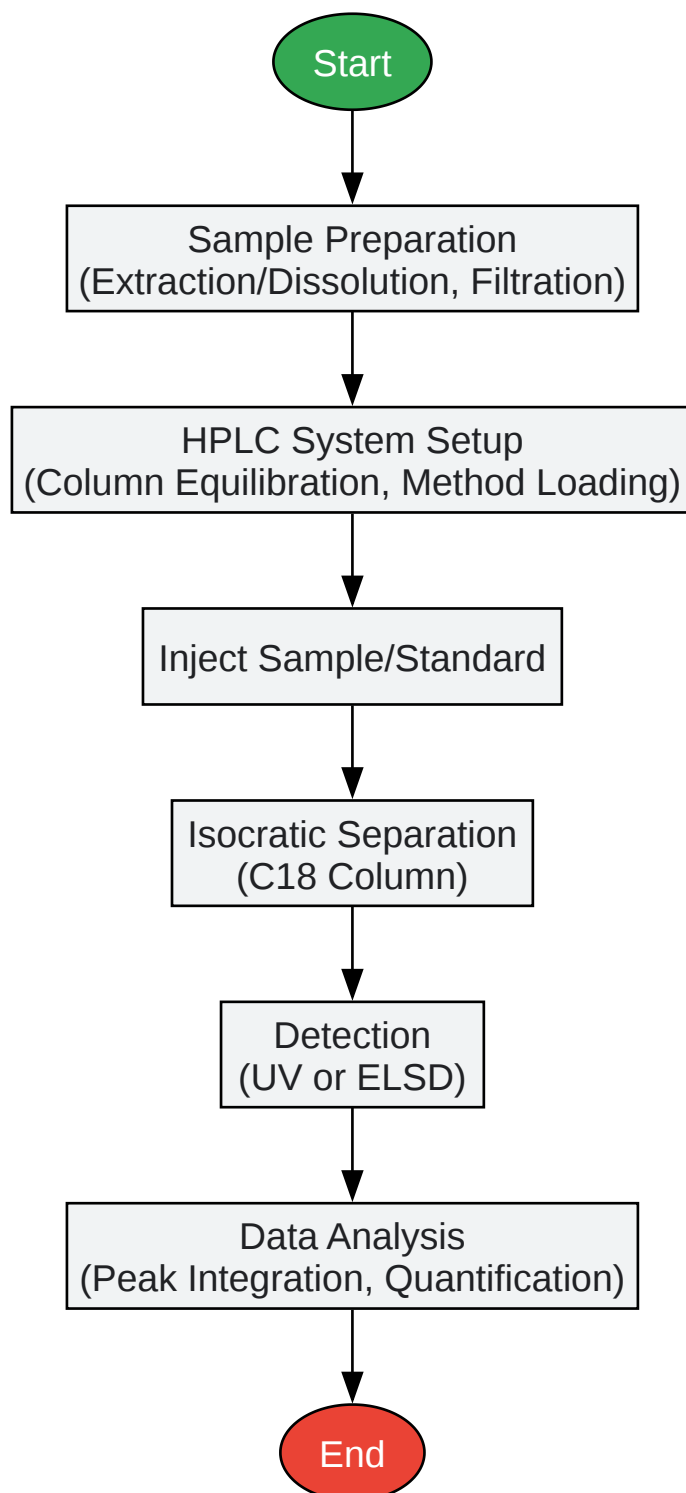 Start
Sample Preparation
(Extraction/Dissolution, Filtration)
HPLC System Setup
(Column Equilibration, Method Loading)
Inject Sample/Standard
Isocratic Separation
(C18 Column)
Detection
(UV or ELSD)
Data Analysis
(Peak Integration, Quantification)
End